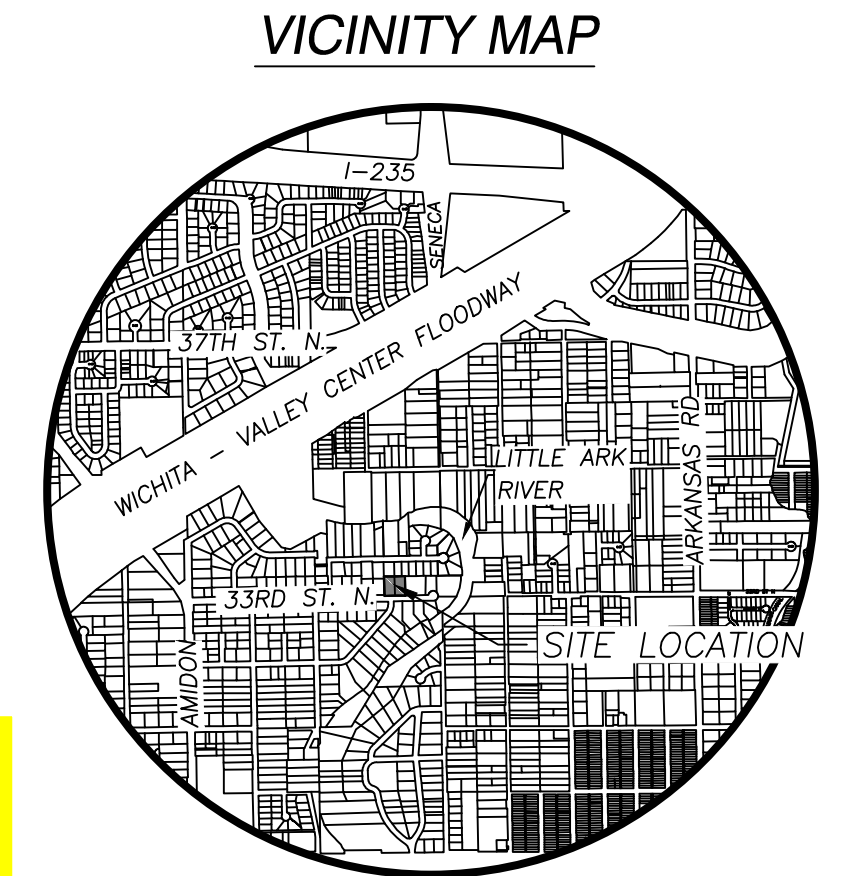 VICINITY MAP
I-235
SENECA
37TH ST. N.
WICHITA - VALLEY CENTER FLOODWAY
ARKANSAS RD
LITTLE ARK
RIVER
33RD ST. N.
SITE LOCATION
AMIDON